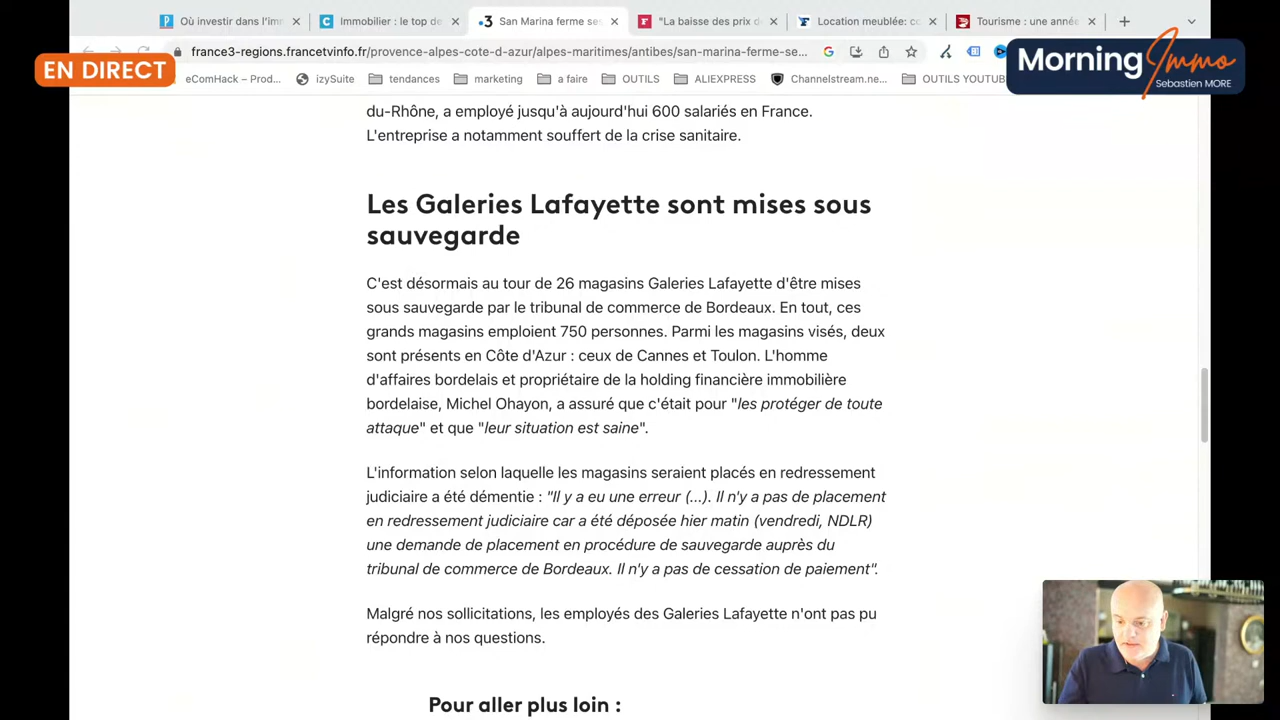 Où investir dans l'imm
Immobilier : le top de
San Marina ferme ses
"La baisse des prix d
Location meublée: co
Tourisme : une année
EN DIRECT
france3-regions.francetvinfo.fr/provence-alpes-cote-d-azur/alpes-maritimes/antibes/san-marina-ferme-se...
Morning Immo
Sebastien MORE
eComHack – Prod...
izySuite
tendances
marketing
a faire
OUTILS
ALIEXPRESS
Channelstream.ne...
OUTILS YOUTUB
du-Rhône, a employé jusqu'à aujourd'hui 600 salariés en France.
L'entreprise a notamment souffert de la crise sanitaire.
Les Galeries Lafayette sont mises sous
sauvegarde
C'est désormais au tour de 26 magasins Galeries Lafayette d'être mises
sous sauvegarde par le tribunal de commerce de Bordeaux. En tout, ces
grands magasins emploient 750 personnes. Parmi les magasins visés, deux
sont présents en Côte d'Azur : ceux de Cannes et Toulon. L'homme
d'affaires bordelais et propriétaire de la holding financière immobilière
bordelaise, Michel Ohayon, a assuré que c'était pour "les protéger de toute
attaque" et que "leur situation est saine".
L'information selon laquelle les magasins seraient placés en redressement
judiciaire a été démentie : "Il y a eu une erreur (...). Il n'y a pas de placement
en redressement judiciaire car a été déposée hier matin (vendredi, NDLR)
une demande de placement en procédure de sauvegarde auprès du
tribunal de commerce de Bordeaux. Il n'y a pas de cessation de paiement".
Malgré nos sollicitations, les employés des Galeries Lafayette n'ont pas pu
répondre à nos questions.
Pour aller plus loin :